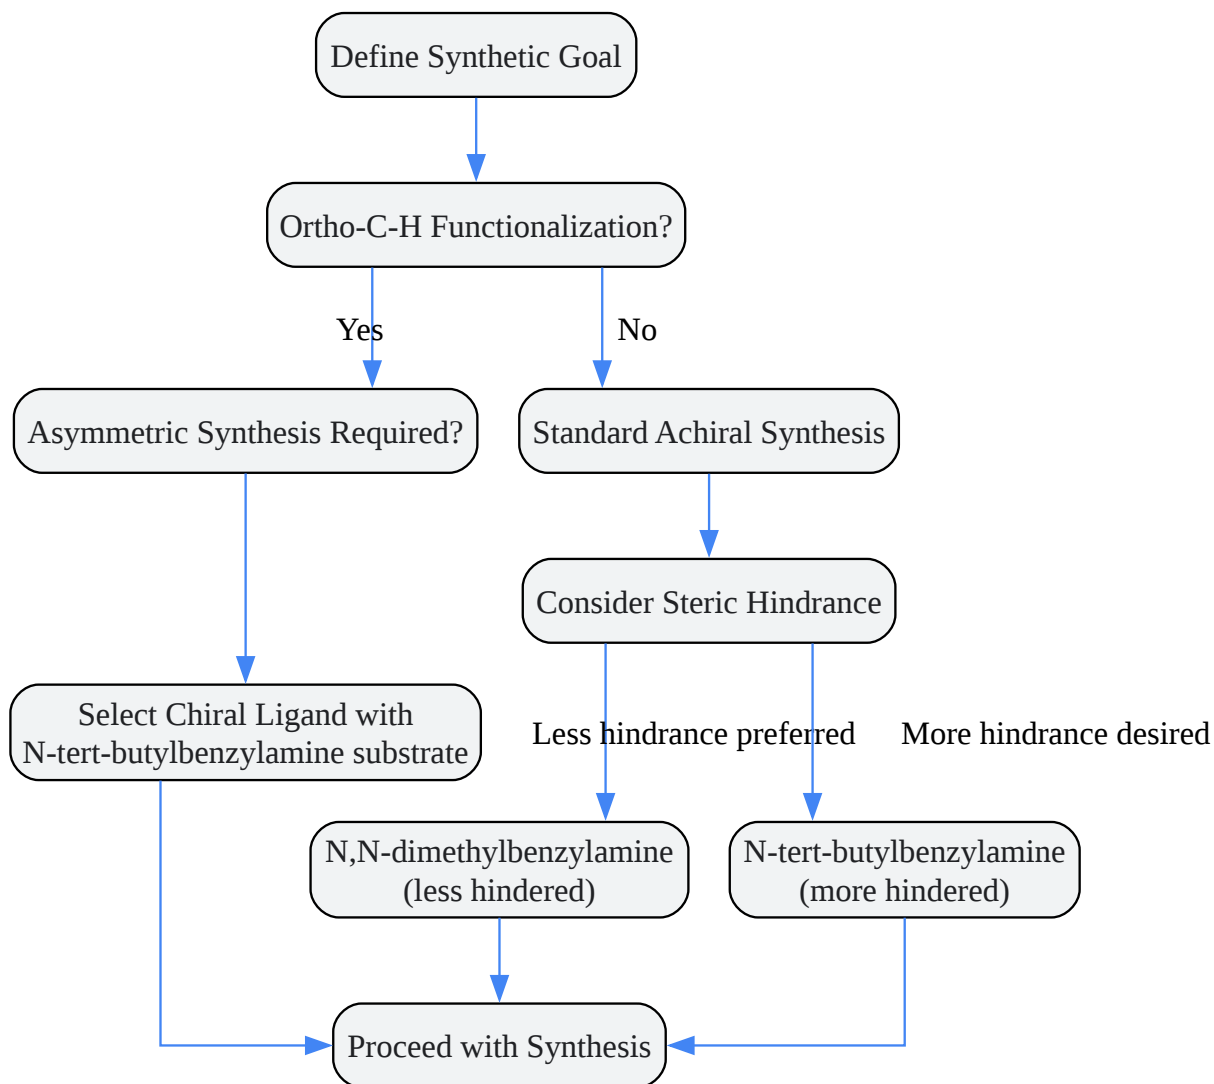 Define Synthetic Goal
Ortho-C-H Functionalization?
Yes
No
Asymmetric Synthesis Required?
Standard Achiral Synthesis
Consider Steric Hindrance
Select Chiral Ligand with
N-tert-butylbenzylamine substrate
Less hindrance preferred
More hindrance desired
N,N-dimethylbenzylamine
(less hindered)
N-tert-butylbenzylamine
(more hindered)
Proceed with Synthesis